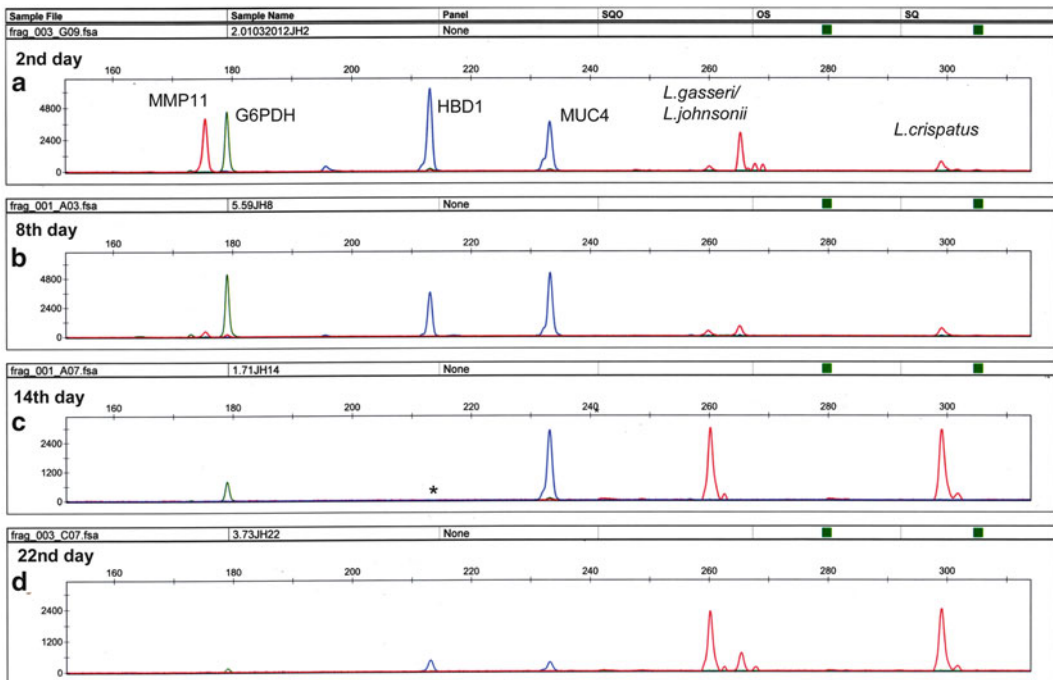 Sample File Sample Name Panel SQO OS SQ
frag_003_G09.fsa 2.01032012JH2 None
2nd day
a
160 180 200 220 240 260 280 300
MMP11 G6PDH HBD1 MUC4 L.gasseri/
L.johnsonii
L.crispatus
4800
2400
0
frag_001_A03.fsa 5.59JH8 None
8th day
160 180 200 220 240 260 280 300
b
4800
2400
0
frag_001_A07.fsa 1.71JH14 None
14th day
160 180 200 220 240 260 280 300
c
2400
1200
0
*
frag_003_C07.fsa 3.73JH22 None
22nd day
160 180 200 220 240 260 280 300
d
2400
1200
0